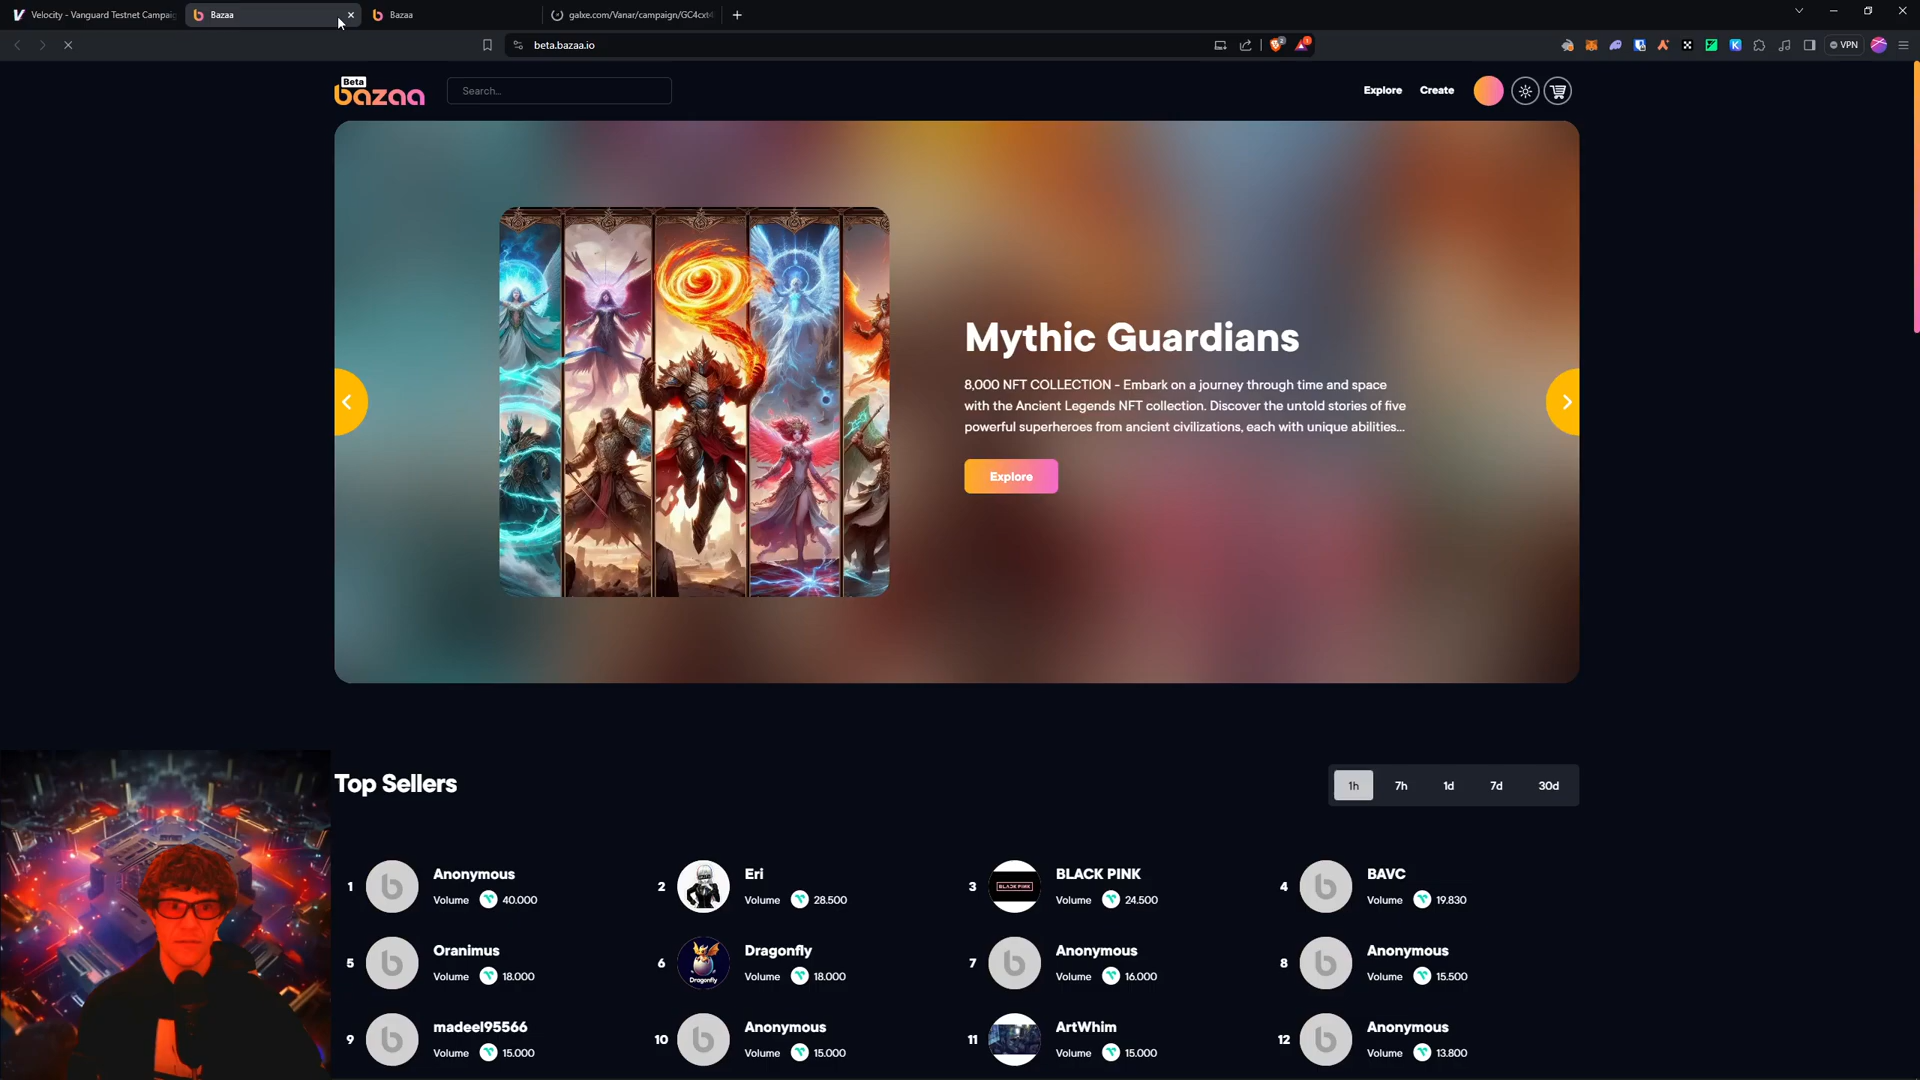 Velocity - Vanguard Testnet Campai
Bazaa
Bazaa
galxe.com/Vanar/campaign/GC4cxt4
beta.bazaa.io
VPN
Beta
bazaa
Search...
Explore
Create
Mythic Guardians
8,000 NFT COLLECTION - Embark on a journey through time and space
with the Ancient Legends NFT collection. Discover the untold stories of five
powerful superheroes from ancient civilizations, each with unique abilities...
Explore
Top Sellers
1h
7h
1d
7d
30d
1
Anonymous
Volume 40.000
2
Eri
Volume 28.500
3
BLACK PINK
BLACK PINK
Volume 24.500
4
BAVC
Volume 19.830
5
Oranimus
Volume 18.000
6
Dragonfly
Dragonfly
Volume 18.000
7
Anonymous
Volume 16.000
8
Anonymous
Volume 15.500
9
madeel95566
Volume 15.000
10
Anonymous
Volume 15.000
11
ArtWhim
Volume 15.000
12
Anonymous
Volume 13.800